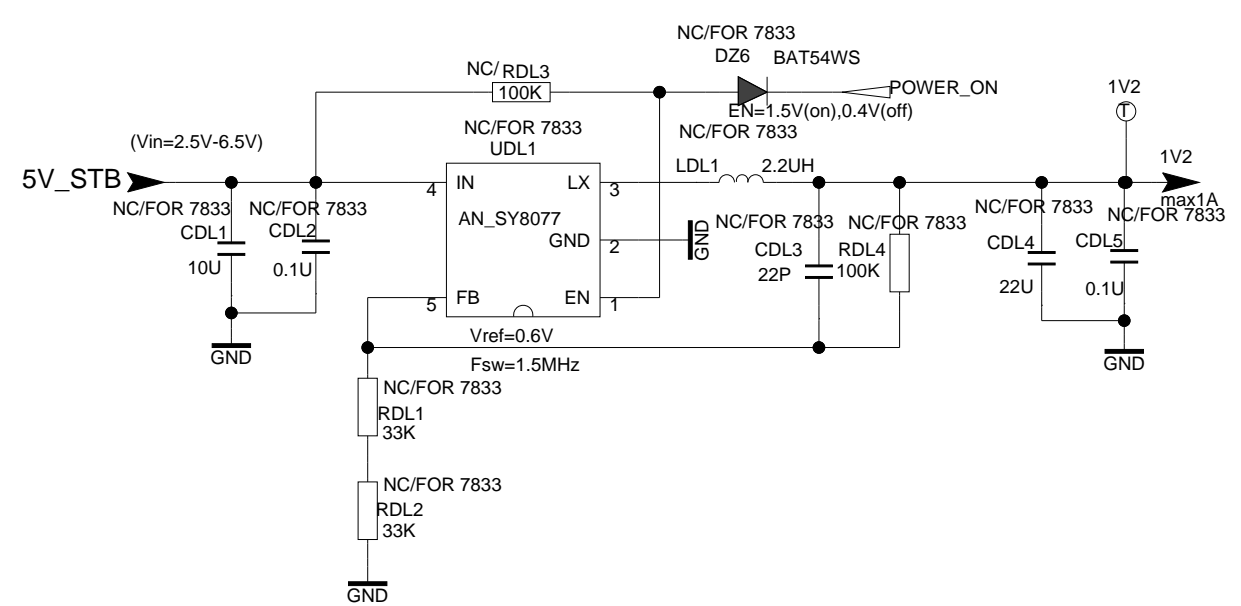 NC/FOR 7833
DZ6
BAT54WS
NC/ RDL3
100K
POWER_ON
EN=1.5V(on),0.4V(off)
1V2
T
NC/FOR 7833
UDL1
NC/FOR 7833
(Vin=2.5V-6.5V)
5V_STB
4
IN
LX
3
LDL1
2.2UH
1V2
max1A
NC/FOR 7833
CDL1
10U
NC/FOR 7833
CDL2
0.1U
AN_SY8077
GND
2
GND
NC/FOR 7833
CDL3
22P
NC/FOR 7833
RDL4
100K
NC/FOR 7833
CDL4
22U
NC/FOR 7833
CDL5
0.1U
5
FB
EN
1
GND
Vref=0.6V
Fsw=1.5MHz
GND
NC/FOR 7833
RDL1
33K
NC/FOR 7833
RDL2
33K
GND